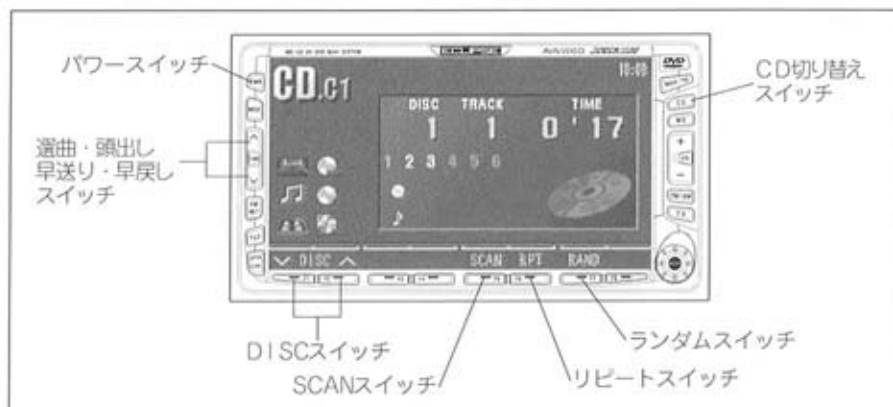 パワースイッチ
選曲・頭出し
早送り・早戻し
スイッチ
ECLIPSE
DVD
CD切り替え
スイッチ
CD.C1
DISC TRACK TIME
1 1 0'17
1 2 3 4 5 6
DISC
SCAN RPT RAND
DISCスイッチ
SCANスイッチ
ランダムスイッチ
リピートスイッチ